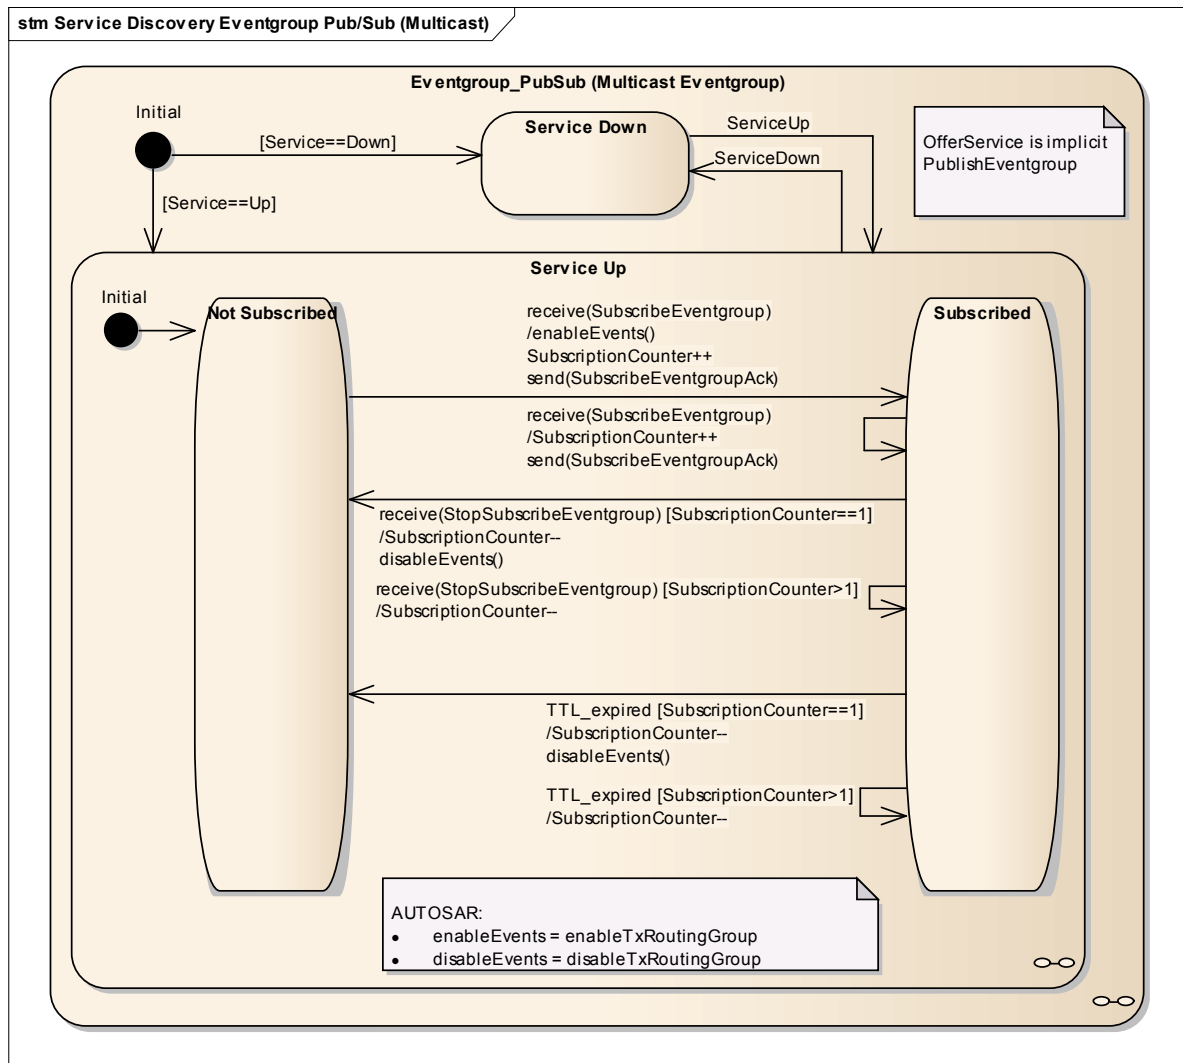 stm Service Discovery Eventgroup Pub/Sub (Multicast)
Eventgroup_PubSub (Multicast Eventgroup)
Initial
[Service==Down]
Service Down
ServiceUp
ServiceDown
OfferService is implicit
PublishEventgroup
[Service==Up]
Service Up
Initial
Not Subscribed
receive(SubscribeEventgroup)
/enableEvents()
SubscriptionCounter++
send(SubscribeEventgroupAck)
Subscribed
receive(SubscribeEventgroup)
/SubscriptionCounter++
send(SubscribeEventgroupAck)
receive(StopSubscribeEventgroup) [SubscriptionCounter==1]
/SubscriptionCounter--
disableEvents()
receive(StopSubscribeEventgroup) [SubscriptionCounter>1]
/SubscriptionCounter--
TTL_expired [SubscriptionCounter==1]
/SubscriptionCounter--
disableEvents()
TTL_expired [SubscriptionCounter>1]
/SubscriptionCounter--
AUTOSAR:
• enableEvents = enableTxRoutingGroup
• disableEvents = disableTxRoutingGroup